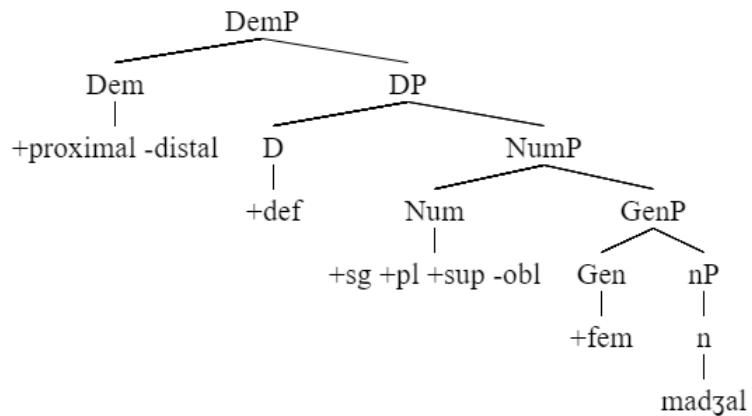 DemP
Dem DP
+proximal -distal D NumP
+def Num GenP
+sg +pl +sup -obl Gen nP
+fem n
madʒal